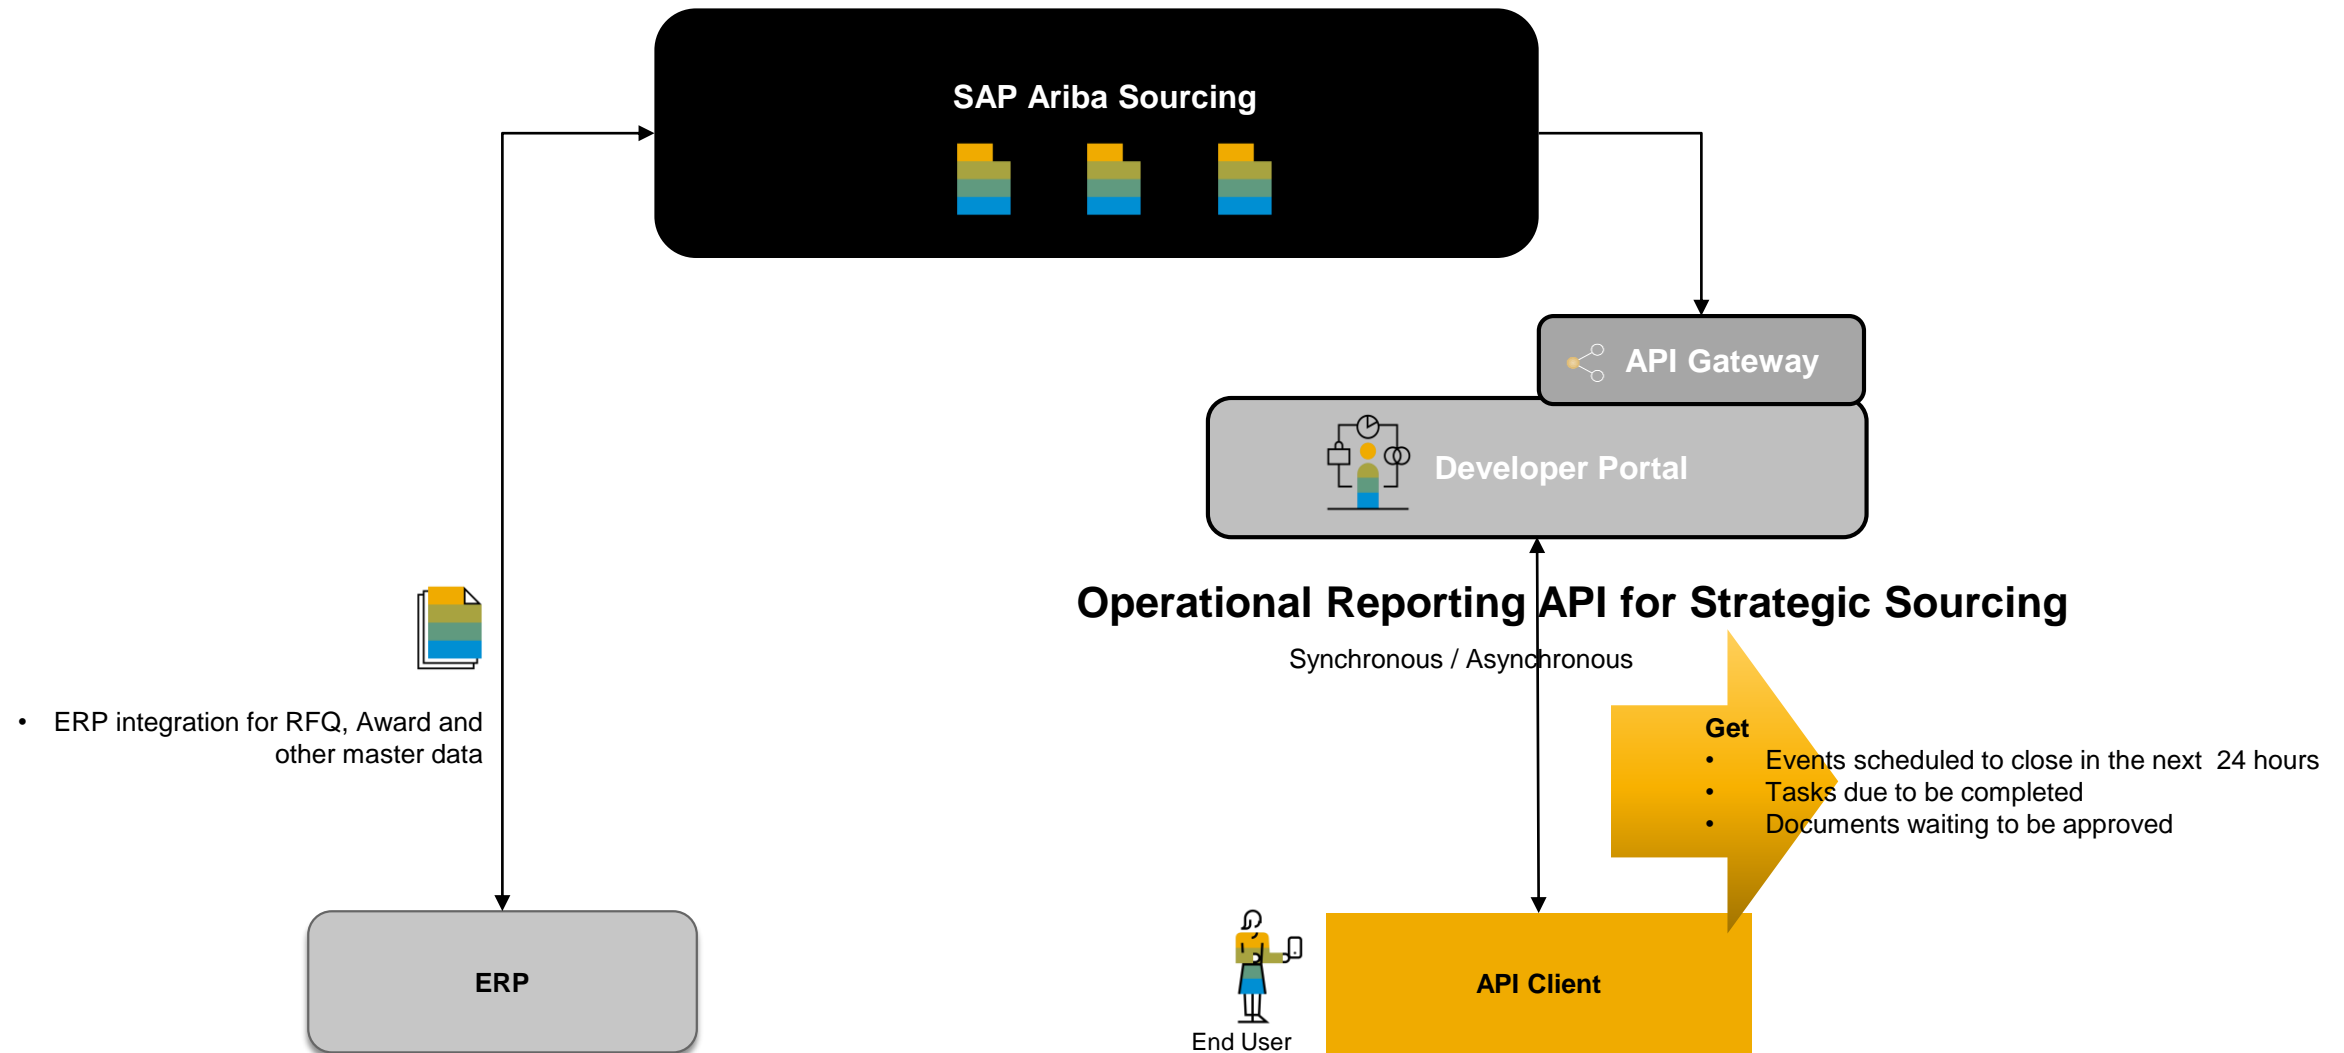 SAP Ariba Sourcing
API Gateway
Developer Portal
Operational Reporting API for Strategic Sourcing
Synchronous / Asynchronous
• ERP integration for RFQ, Award and
other master data
Get
• Events scheduled to close in the next  24 hours
• Tasks due to be completed
• Documents waiting to be approved
ERP
API Client
End User